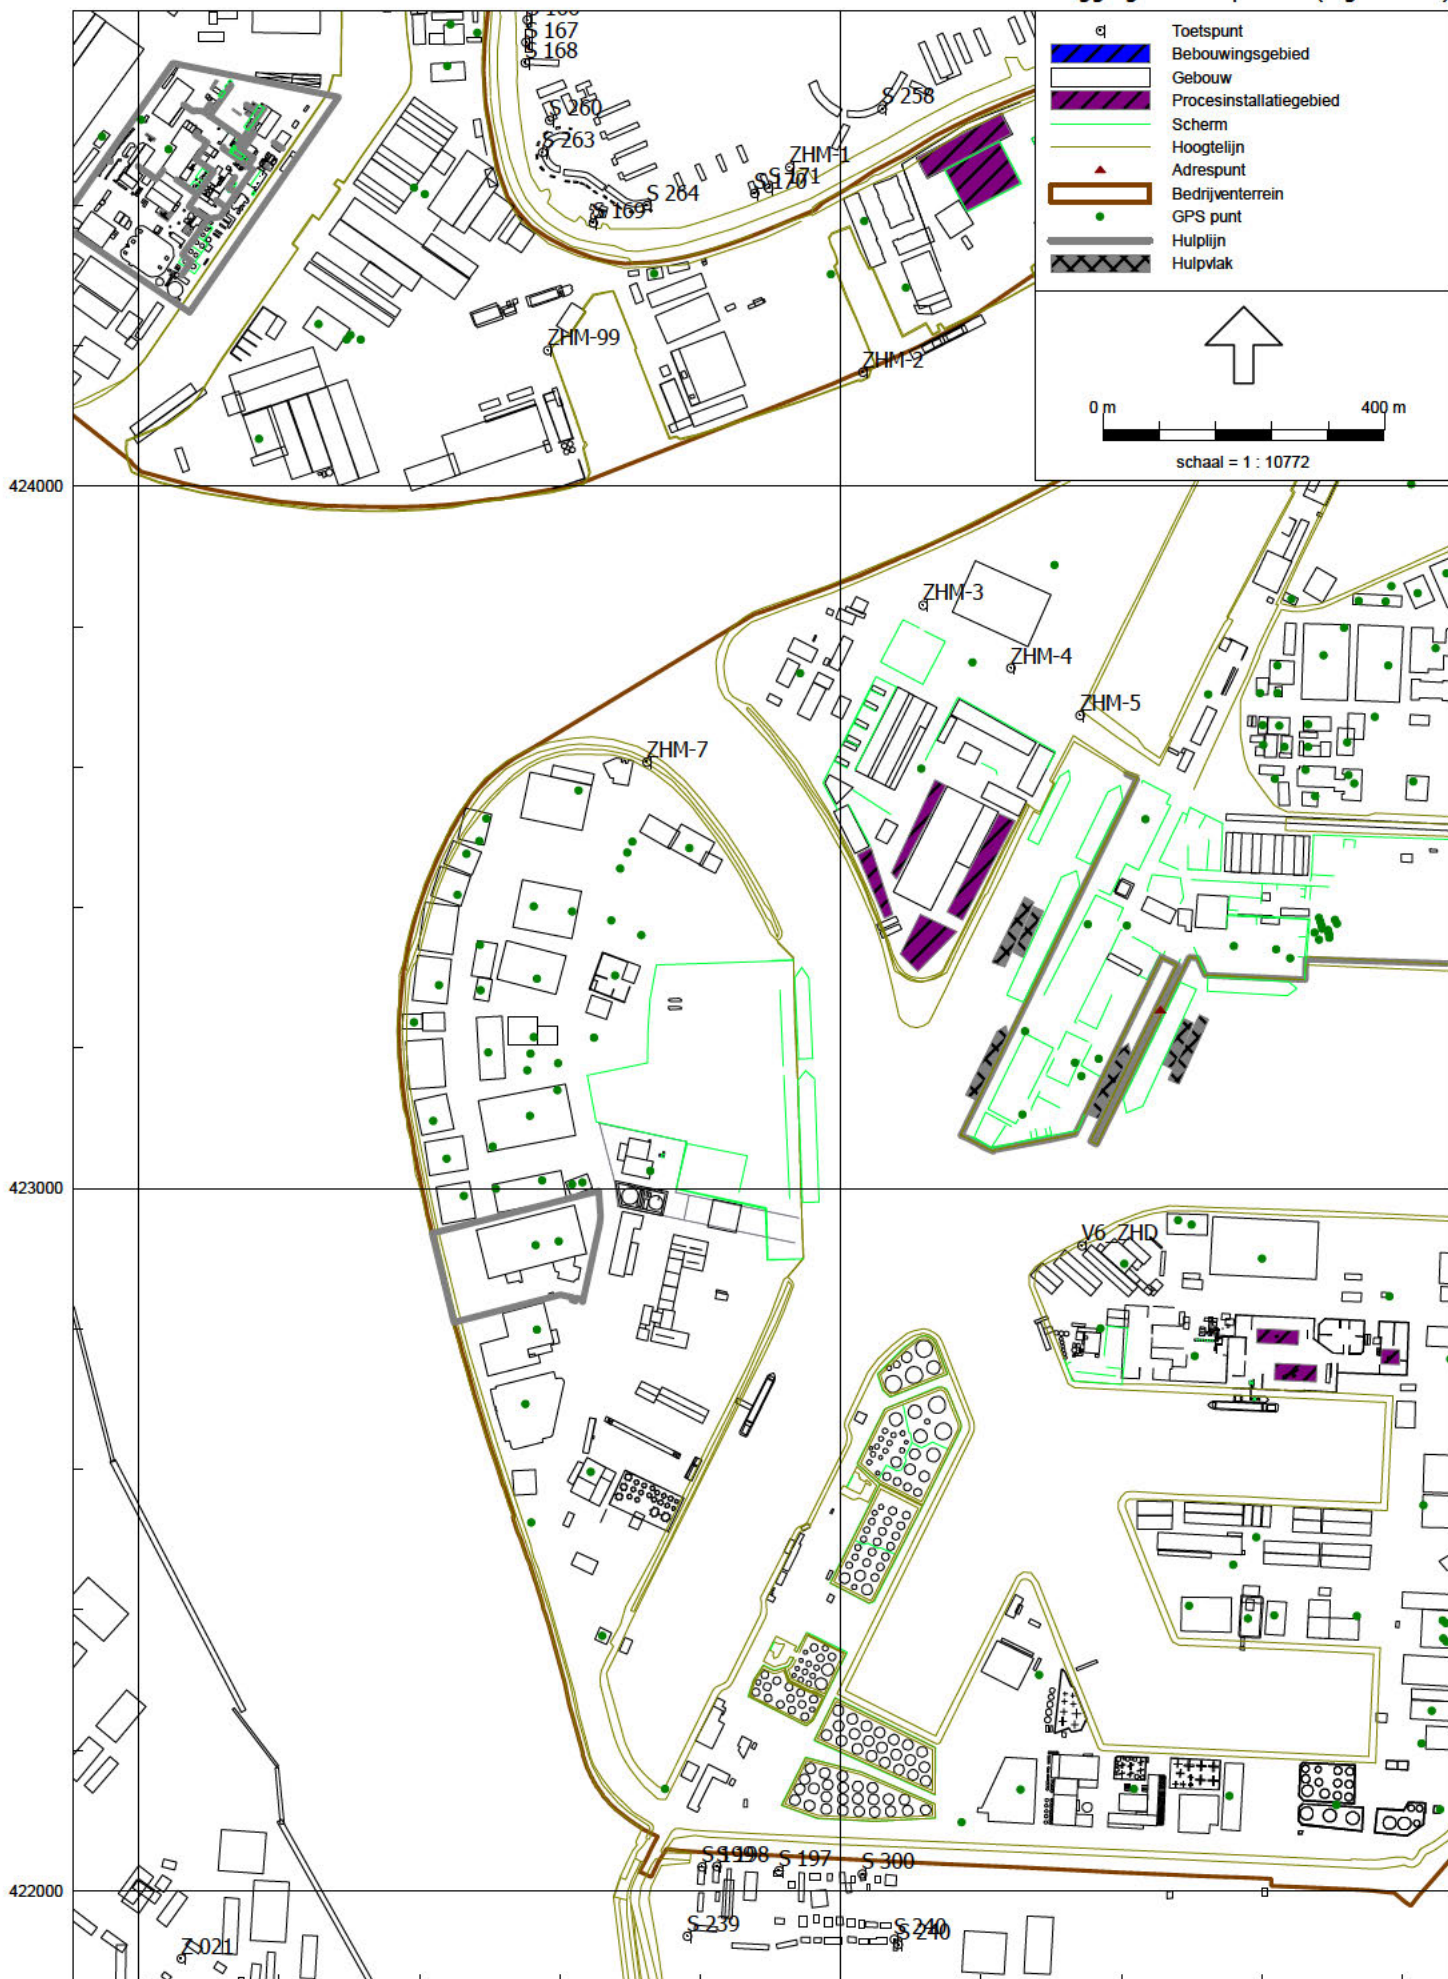 Toetspunt
Bebouwingsgebied
Gebouw
Procesinstallatiegebied
Scherm
Hoogtelijn
Adrespunt
Bedrijventerrein
GPS punt
Hulplijn
Hulpvlak
0 m 400 m
schaal = 1 : 10772
S 167
S 168
S 260
S 263
S 264
S 169
S 170
S 171
ZHM-1
S 258
ZHM-99
ZHM-2
424000
ZHM-3
ZHM-4
ZHM-5
ZHM-7
423000
V6_ZHD
S 198
S 197
S 300
422000
S 239
S 240
S 240
Z 021